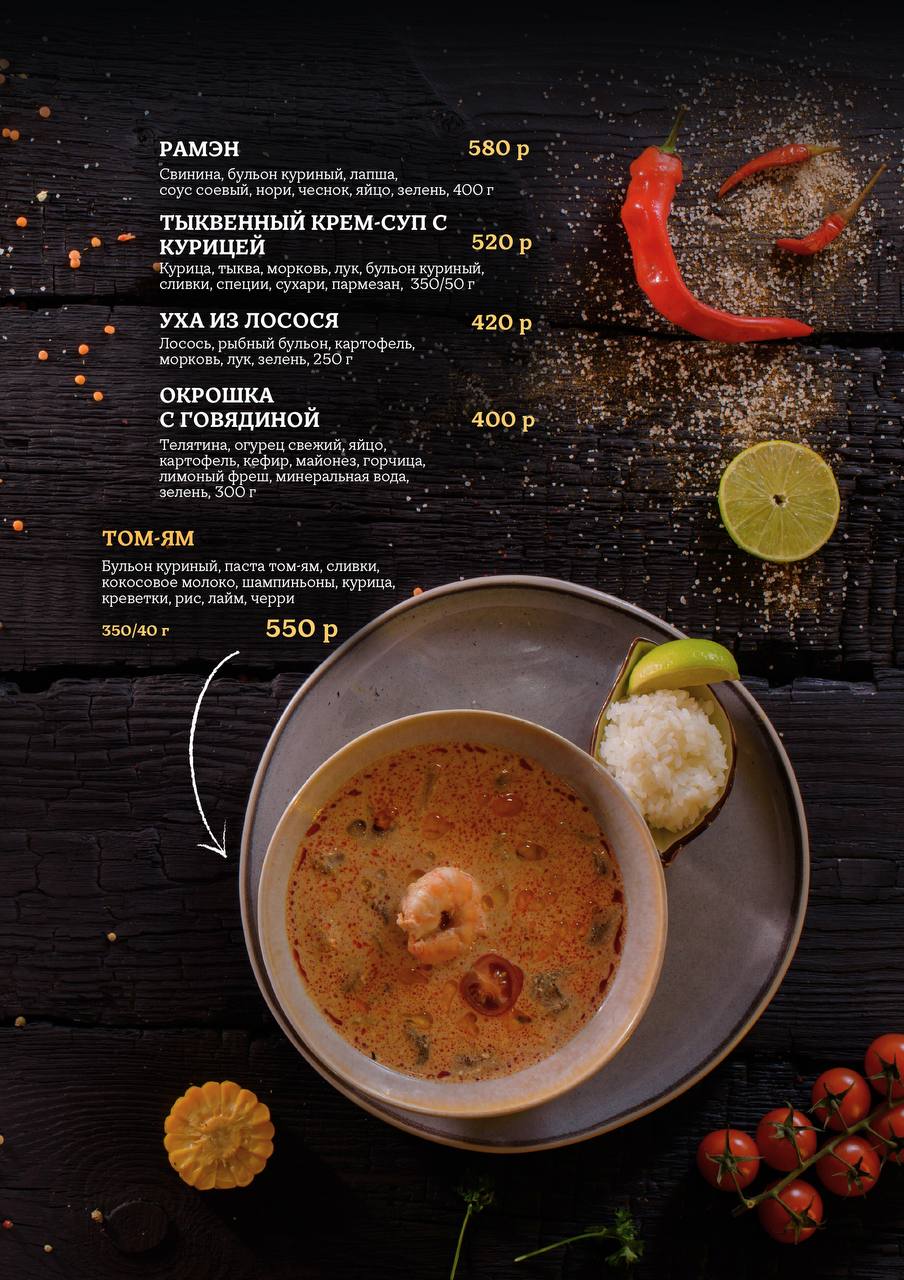 РАМЭН
580 р
Свинина, бульон куриный, лапша,
соус соевый, нори, чеснок, яйцо, зелень, 400 г
ТЫКВЕННЫЙ КРЕМ-СУП С
КУРИЦЕЙ
520 р
Курица, тыква, морковь, лук, бульон куриный,
сливки, специи, сухари, пармезан, 350/50 г
УХА ИЗ ЛОСОСЯ
420 р
Лосось, рыбный бульон, картофель,
морковь, лук, зелень, 250 г
ОКРОШКА
С ГОВЯДИНОЙ
400 р
Телятина, огурец свежий, яйцо,
картофель, кефир, майонез, горчица,
лимоный фреш, минеральная вода,
зелень, 300 г
ТОМ-ЯМ
Бульон куриный, паста том-ям, сливки,
кокосовое молоко, шампиньоны, курица,
креветки, рис, лайм, черри
350/40 г
550 р